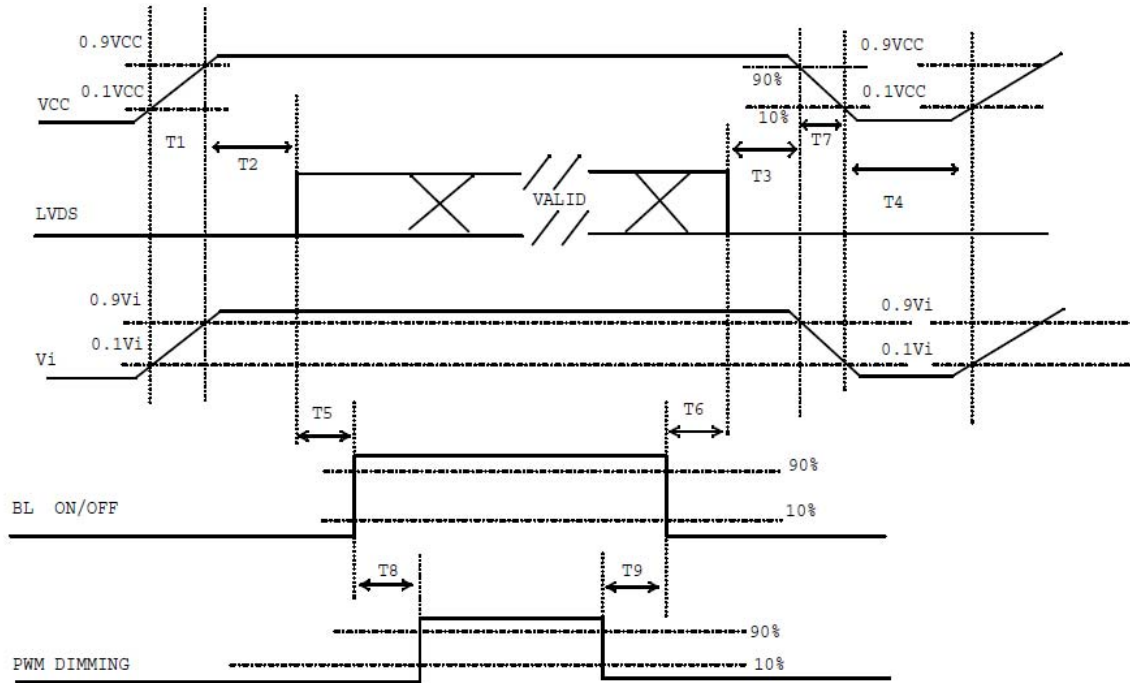 0.9VCC
0.9VCC
90%
0.1VCC
0.1VCC
VCC
10%
T1
T2
T3
T7
T4
VALID
LVDS
0.9Vi
0.9Vi
0.1Vi
0.1Vi
Vi
T5
T6
90%
BL ON/OFF
10%
T8
T9
90%
PWM DIMMING
10%